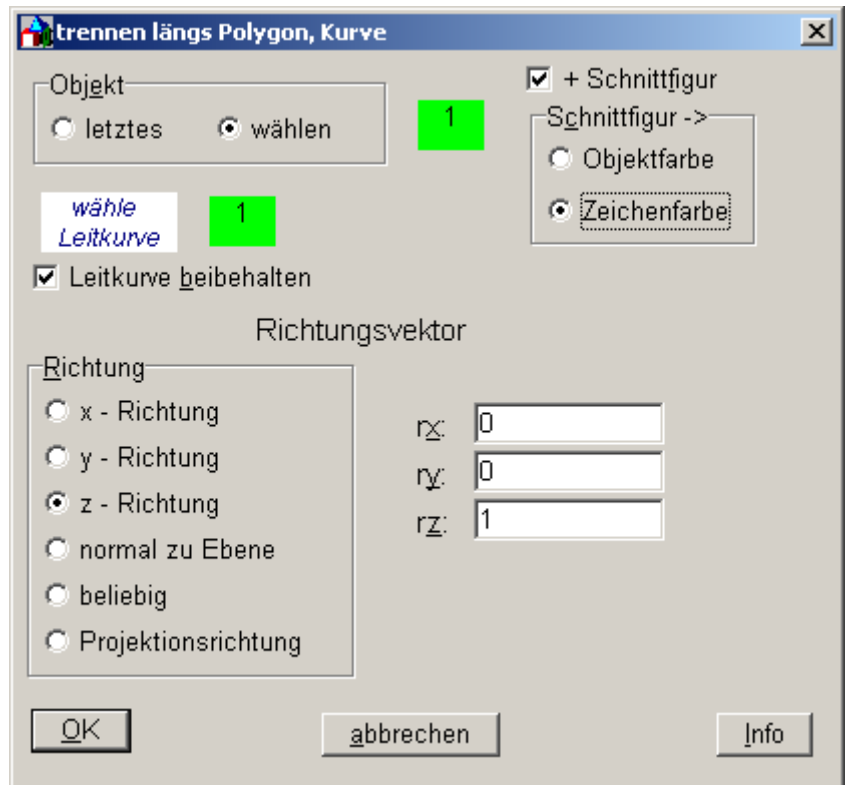 trennen längs Polygon, Kurve
Objekt
letztes
wählen
1
+ Schnittfigur
Schnittfigur ->
Objektfarbe
Zeichenfarbe
wähle
Leitkurve
1
Leitkurve beibehalten
Richtungsvektor
Richtung
x - Richtung
y - Richtung
z - Richtung
normal zu Ebene
beliebig
Projektionsrichtung
rx: 0
ry: 0
rz: 1
OK
abbrechen
Info